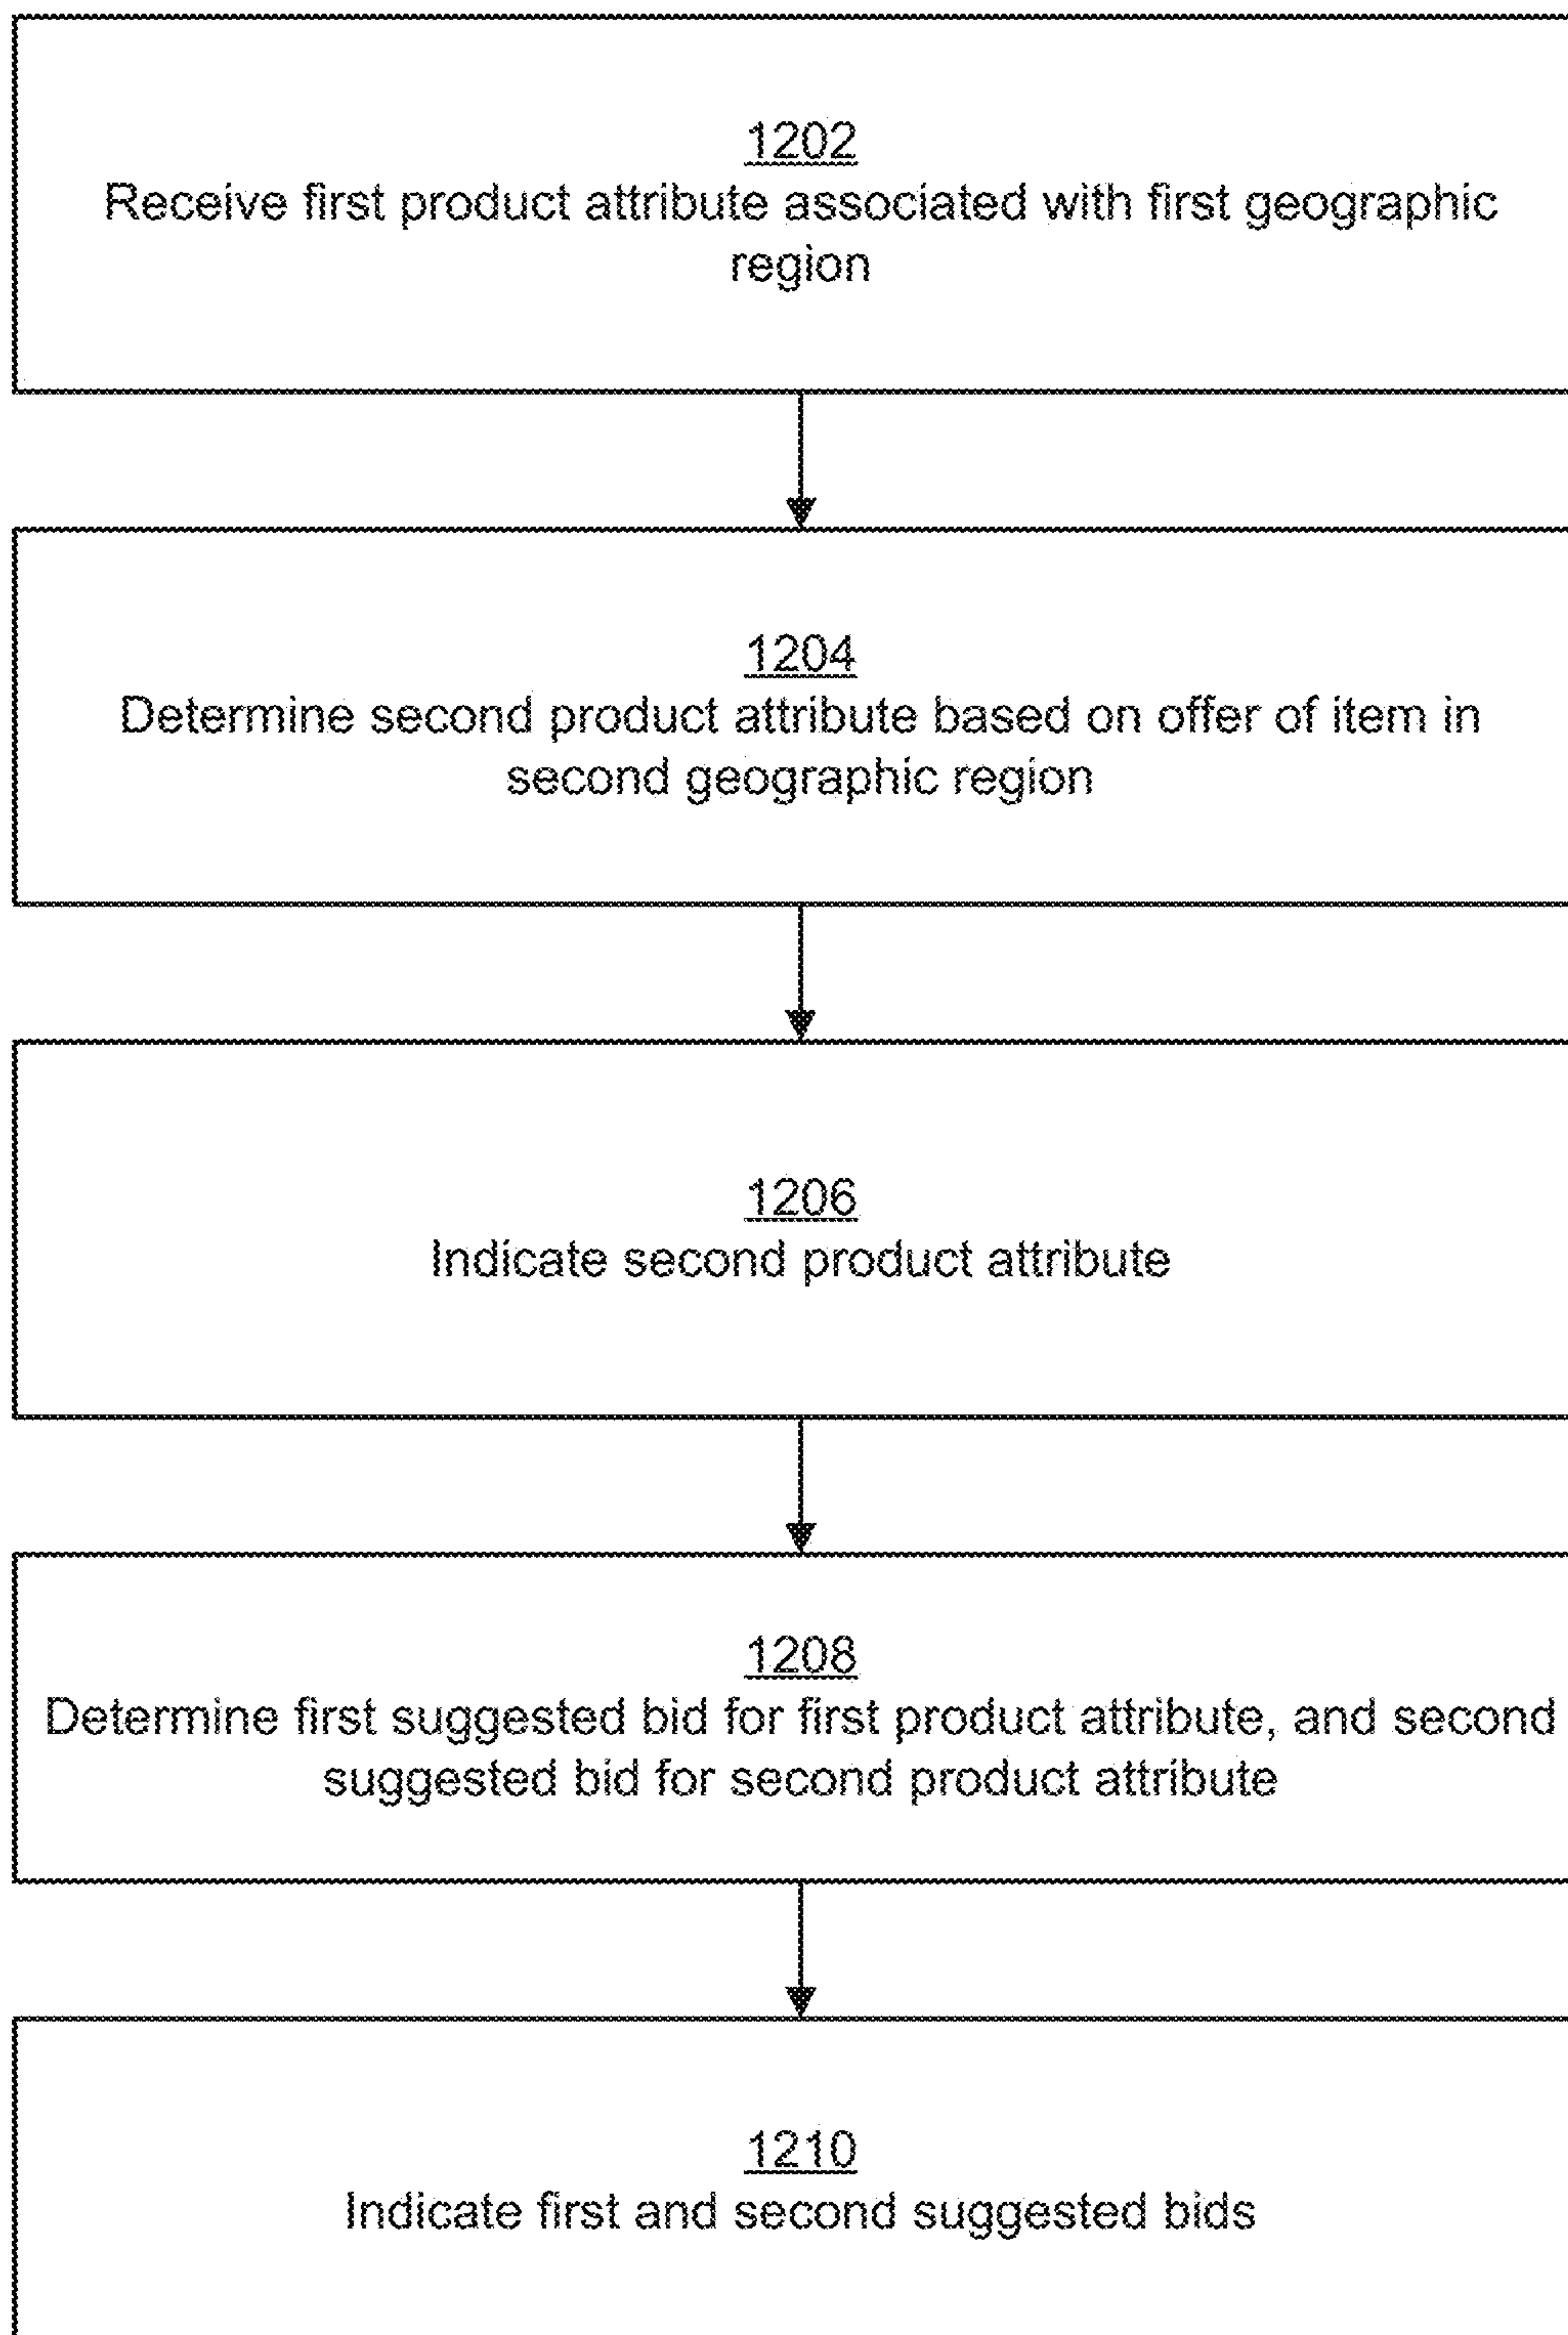 1202
Receive first product attribute associated with first geographic
region
1204
Determine second product attribute based on offer of item in
second geographic region
1206
Indicate second product attribute
1208
Determine first suggested bid for first product attribute, and second
suggested bid for second product attribute
1210
Indicate first and second suggested bids